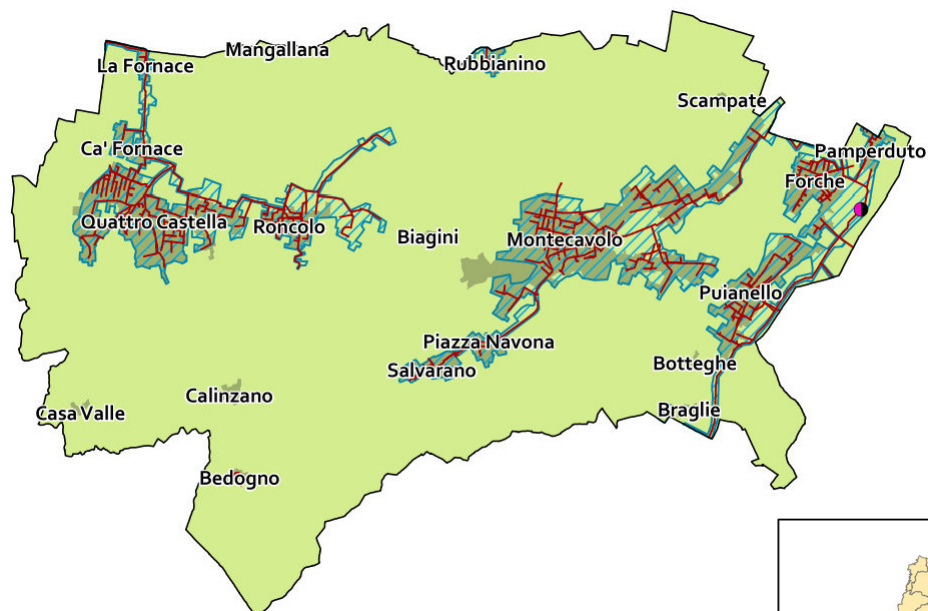 Mangallana
La Fornace
Rubbianino
Scampate
Ca' Fornace
Pamperduto
Forche
Quattro Castella
Roncolo
Biagini
Montecavolo
Puianello
Piazza Navona
Salvarano
Botteghe
Calinzano
Casa Valle
Braglie
Bedogno